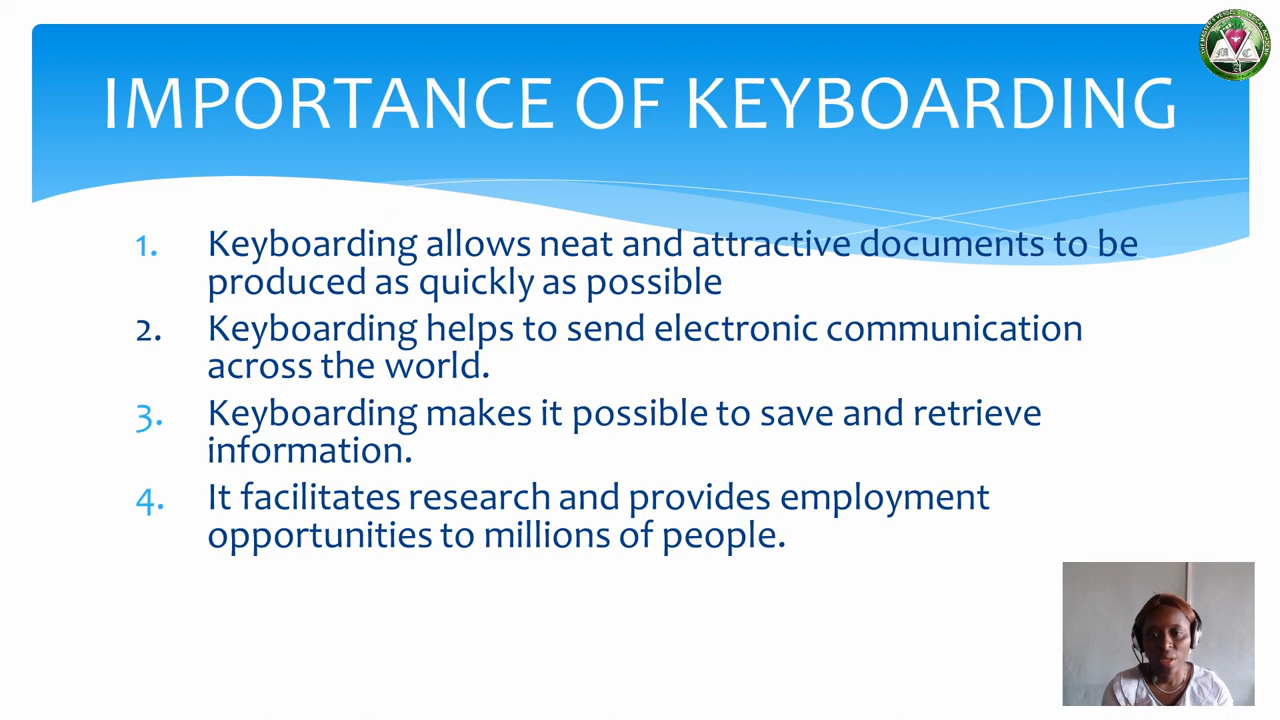 IMPORTANCE OF KEYBOARDING
1. Keyboarding allows neat and attractive documents to be
produced as quickly as possible
2. Keyboarding helps to send electronic communication
across the world.
3. Keyboarding makes it possible to save and retrieve
information.
4. It facilitates research and provides employment
opportunities to millions of people.